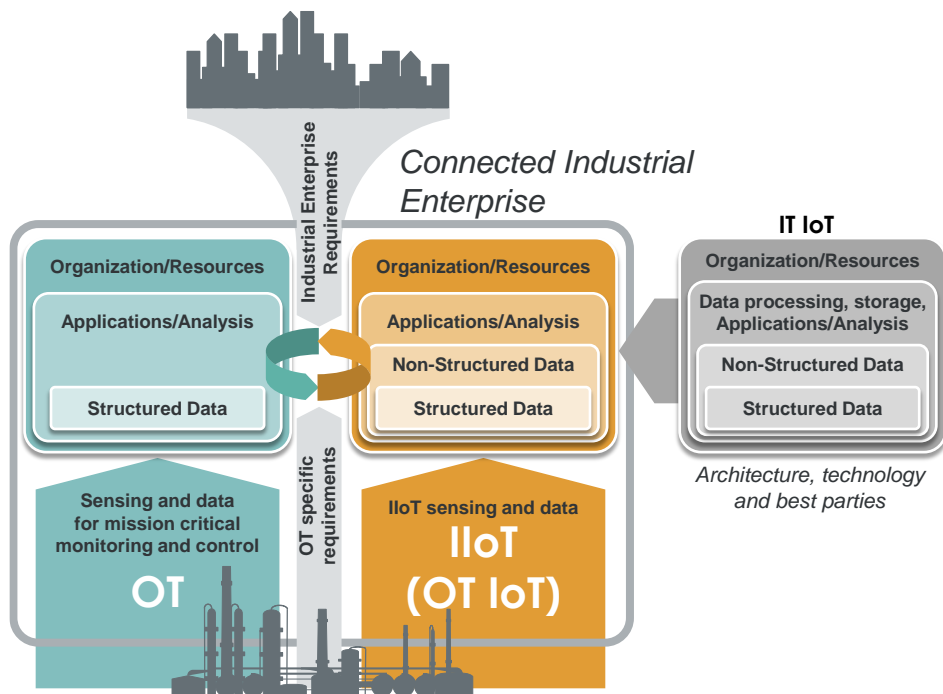 Industrial Enterprise
Requirements
Connected Industrial
Enterprise
Organization/Resources
Applications/Analysis
Structured Data
Organization/Resources
Applications/Analysis
Non-Structured Data
Structured Data
IT IoT
Organization/Resources
Data processing, storage,
Applications/Analysis
Non-Structured Data
Structured Data
Architecture, technology
and best parties
Sensing and data
for mission critical
monitoring and control
OT
OT specific
requirements
IIoT sensing and data
IIoT
(OT IoT)